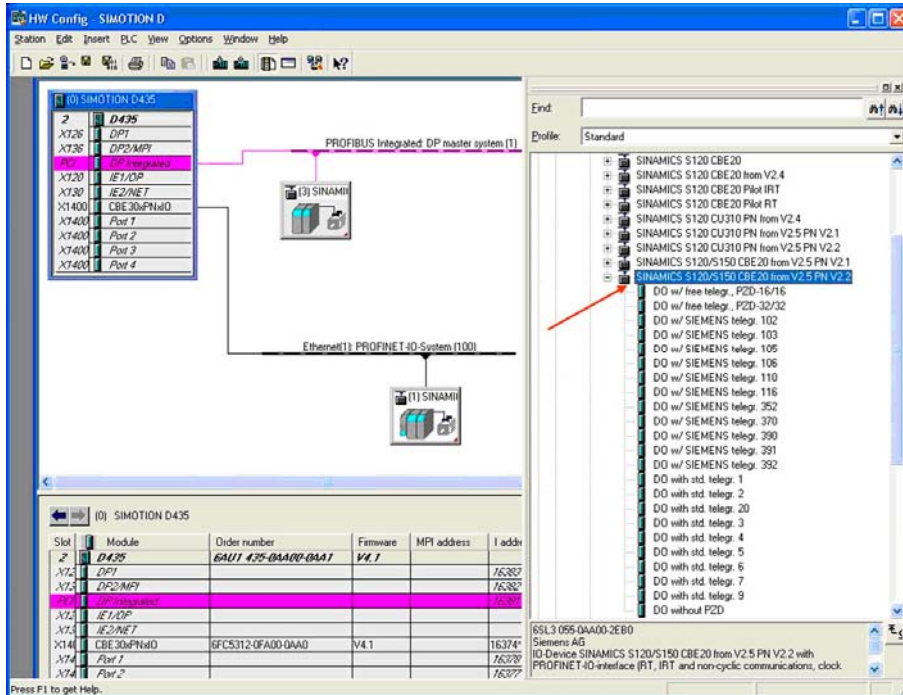 HW Config - SIMOTION D
Station Edit Insert PLC View Options Window Help
(0) SIMOTION D435
2 D435
X126 DP1
X136 DP2/MPI
PCI DP Integrated
X120 IE1/OP
X130 IE2/NET
X1400 CBE30xPNxIO
X1400 Port 1
X1400 Port 2
X1400 Port 3
X1400 Port 4
PROFIBUS Integrated: DP master system (1)
(3) SINAMI
Ethernet(1): PROFINET-IO-System (100)
(1) SINAMI
Find:
Profile: Standard
SINAMICS S120 CBE20
SINAMICS S120 CBE20 from V2.4
SINAMICS S120 CBE20 Pilot IRT
SINAMICS S120 CBE20 Pilot RT
SINAMICS S120 CU310 PN from V2.4
SINAMICS S120 CU310 PN from V2.5 PN V2.1
SINAMICS S120 CU310 PN from V2.5 PN V2.2
SINAMICS S120/S150 CBE20 from V2.5 PN V2.1
SINAMICS S120/S150 CBE20 from V2.5 PN V2.2
DO w/ free telegr., PZD-16/16
DO w/ free telegr., PZD-32/32
DO w/ SIEMENS telegr. 102
DO w/ SIEMENS telegr. 103
DO w/ SIEMENS telegr. 105
DO w/ SIEMENS telegr. 106
DO w/ SIEMENS telegr. 110
DO w/ SIEMENS telegr. 116
DO w/ SIEMENS telegr. 352
DO w/ SIEMENS telegr. 370
DO w/ SIEMENS telegr. 390
DO w/ SIEMENS telegr. 391
DO w/ SIEMENS telegr. 392
DO with std. telegr. 1
DO with std. telegr. 2
DO with std. telegr. 20
DO with std. telegr. 3
DO with std. telegr. 4
DO with std. telegr. 5
DO with std. telegr. 6
DO with std. telegr. 7
DO with std. telegr. 9
DO without PZD
(0) SIMOTION D435
Slot Module Order number Firmware MPI address I addre
2 D435 6AU1 435-0AA00-0AA1 V4.1
X12 DP1 16383
X13 DP2/MPI 16382
PCI DP Integrated 16381
X12 IE1/OP
X13 IE2/NET
X140 CBE30xPNxIO 6FC5312-0FA00-0AA0 V4.1 16374*
X14 Port 1 16378
X14 Port 2 16377
6SL3 055-0AA00-2EB0
Siemens AG
IO-Device SINAMICS S120/S150 CBE20 from V2.5 PN V2.2 with
PROFINET-IO-interface (RT, IRT and non-cyclic communications, clock
Press F1 to get Help.